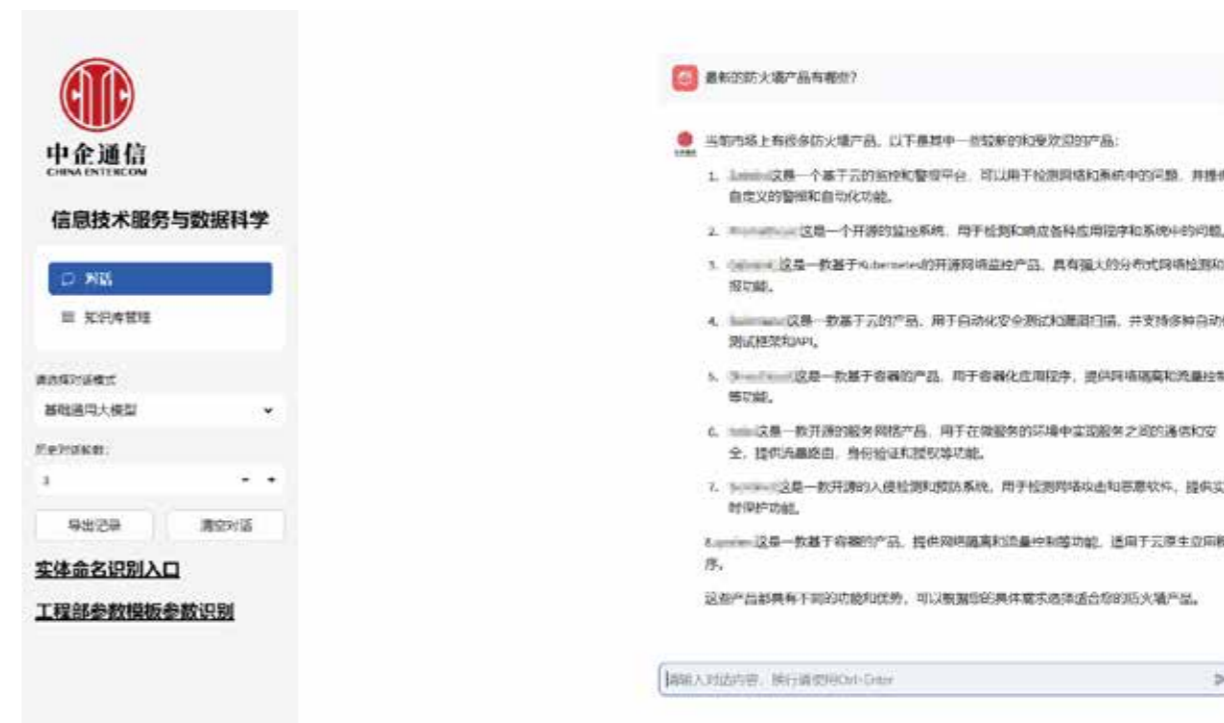 中企通信
CHINA ENTERCOM
信息技术服务与数据科学
对话
知识库管理
请选择对话模式
基础通用大模型
历史对话轮数:
3
导出记录
清空对话
实体命名识别入口
工程部参数模板参数识别
最新的防火墙产品有哪些?
当前市场上有很多防火墙产品，以下是其中一些较新的和受欢迎的产品:
1. 这是一个基于云的监控和警报平台，可以用于检测网络和系统中的问题，并提供
自定义的警报和自动化功能。
2. 这是一个开源的监控系统，用于检测和响应各种应用程序和系统中的问题。
3. 这是一款基于Kubernetes的开源网络监控产品，具有强大的分布式网络检测和
报功能。
4. 这是一款基于云的产品，用于自动化安全测试和漏洞扫描，并支持多种自动化
测试框架和API。
5. 这是一款基于容器的产品，用于容器化应用程序，提供网络隔离和流量控制
等功能。
6. 这是一款开源的服务网格产品，用于在微服务的环境中实现服务之间的通信和安
全，提供流量路由，身份验证和授权等功能。
7. 这是一款开源的入侵检测和预防系统，用于检测网络攻击和恶意软件，提供实
时保护功能。
8. 这是一款基于容器的产品，提供网络隔离和流量控制等功能，适用于云原生应用程
序。
这些产品都具有不同的功能和优势，可以根据您的具体需求选择适合您的防火墙产品。
请输入对话内容，换行请使用Ctrl+Enter